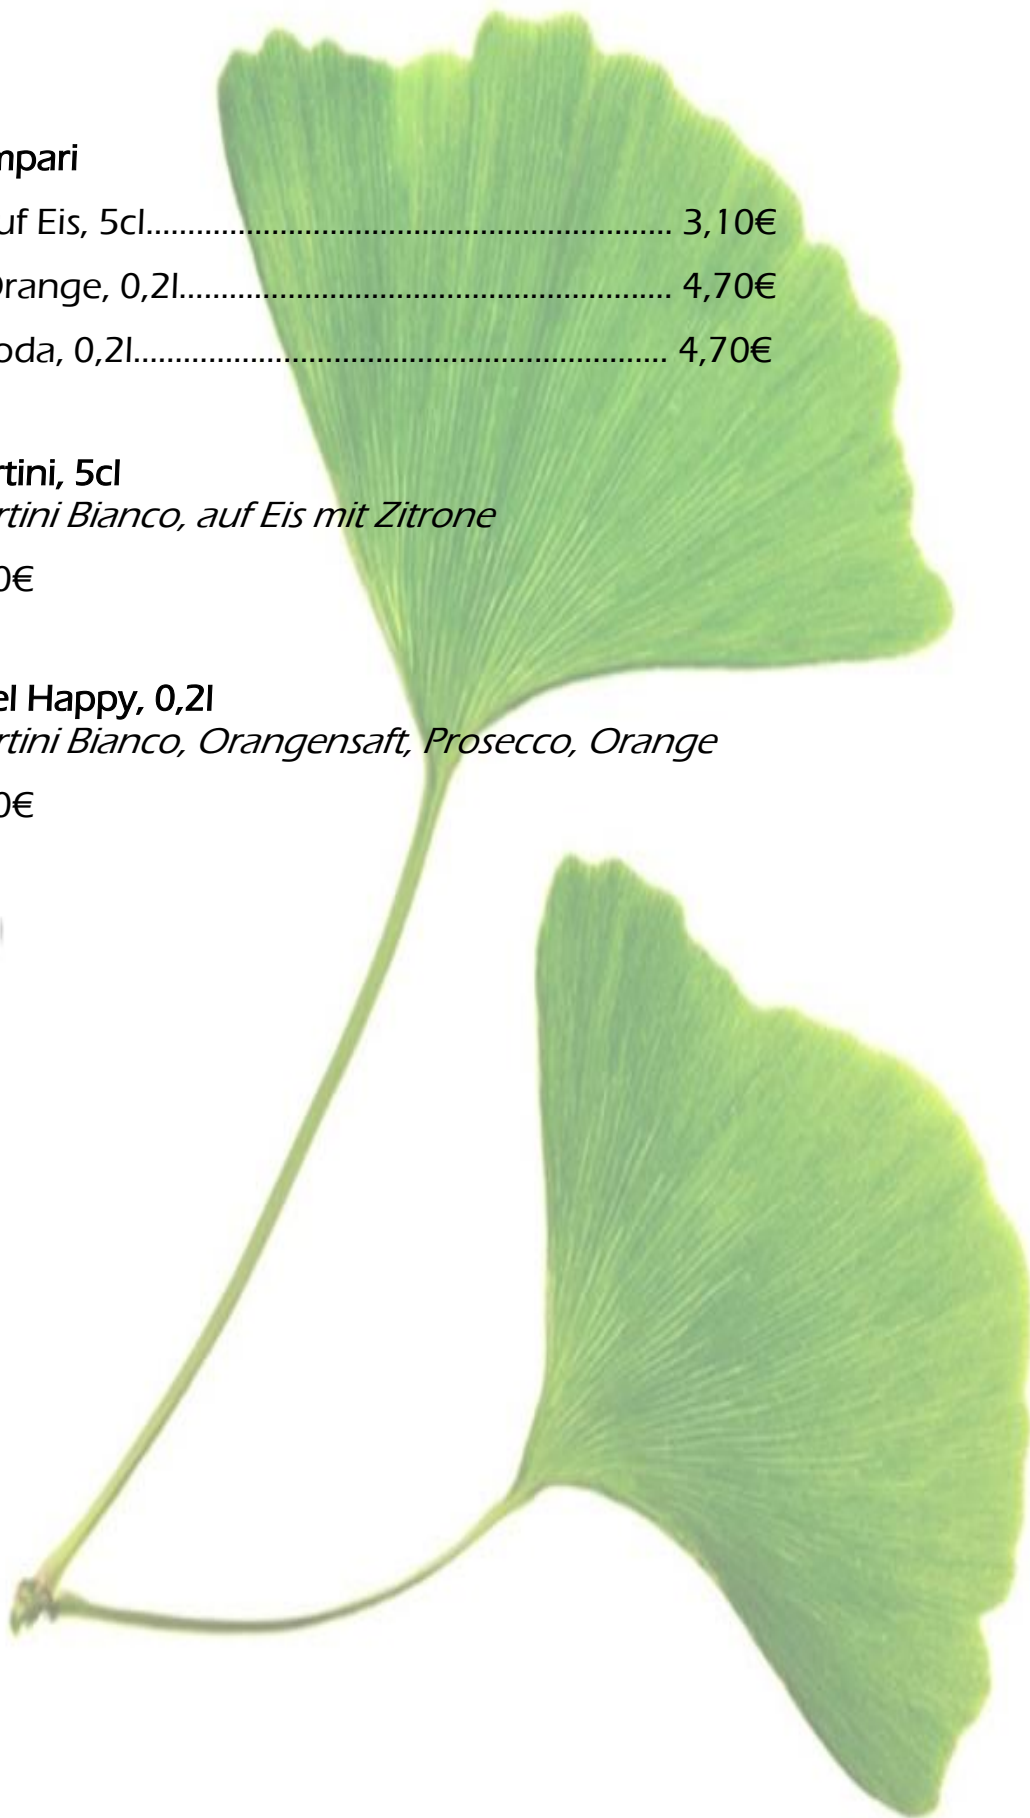 mpari
uf Eis, 5cl................................................................ 3,10€
Orange, 0,2l............................................................ 4,70€
oda, 0,2l................................................................. 4,70€
rtini, 5cl
rtini Bianco, auf Eis mit Zitrone
0€
el Happy, 0,2l
rtini Bianco, Orangensaft, Prosecco, Orange
0€